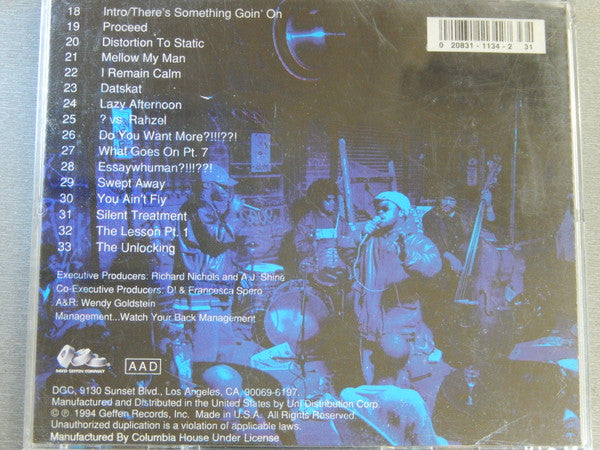 18 Intro/There's Something Goin' On
19 Proceed
20 Distortion To Static
21 Mellow My Man
22 I Remain Calm
23 Datskat
24 Lazy Afternoon
25 ? vs. Rahzel
26 Do You Want More?!!!??!
27 What Goes On Pt. 7
28 Essaywhuman?!!!??!
29 Swept Away
30 You Ain't Fly
31 Silent Treatment
32 The Lesson Pt. 1
33 The Unlocking
0 20831-1134-2 31
Executive Producers: Richard Nichols and A.J. Shine
Co-Executive Producers: D! & Francesca Spero
A&R: Wendy Goldstein
Management...Watch Your Back Management
DAVID GEFFEN COMPANY
AAD
DGC, 9130 Sunset Blvd., Los Angeles, CA. 90069-6197.
Manufactured and Distributed in the United States by Uni Distribution Corp.
© ℗ 1994 Geffen Records, Inc. Made in U.S.A. All Rights Reserved.
Unauthorized duplication is a violation of applicable laws.
Manufactured By Columbia House Under License